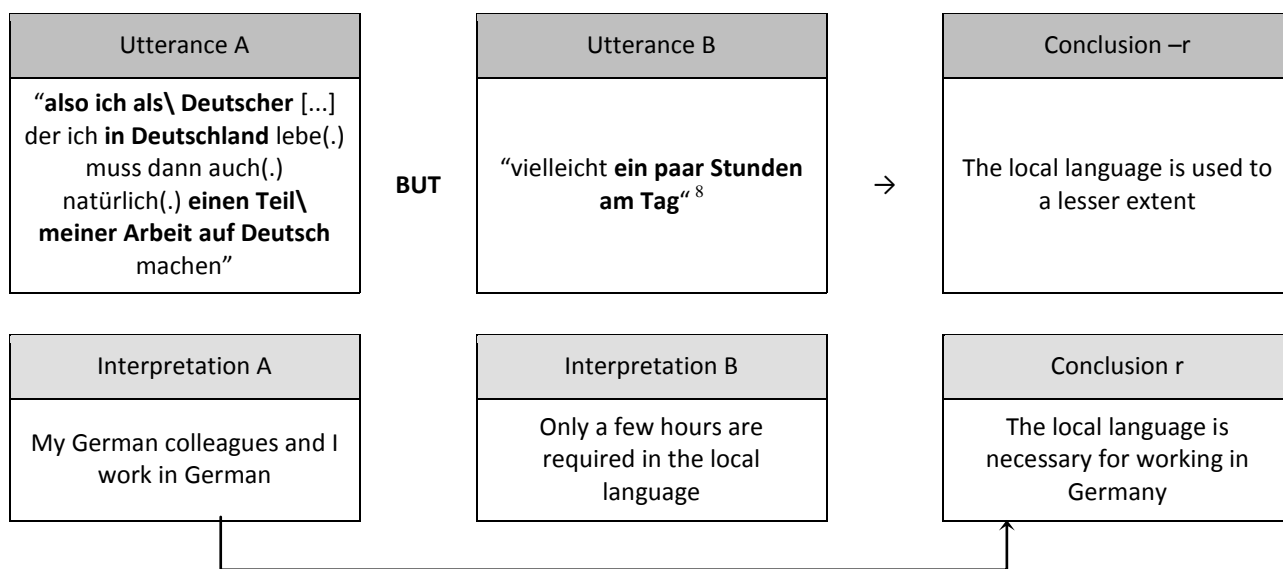 Utterance A
“also ich als\ Deutscher [...]
der ich in Deutschland lebe(.)
muss dann auch(.)
natürlich(.) einen Teil\
meiner Arbeit auf Deutsch
machen”
BUT
Utterance B
“vielleicht ein paar Stunden
am Tag“ 8
→
Conclusion –r
The local language is used to
a lesser extent
Interpretation A
My German colleagues and I
work in German
Interpretation B
Only a few hours are
required in the local
language
Conclusion r
The local language is
necessary for working in
Germany